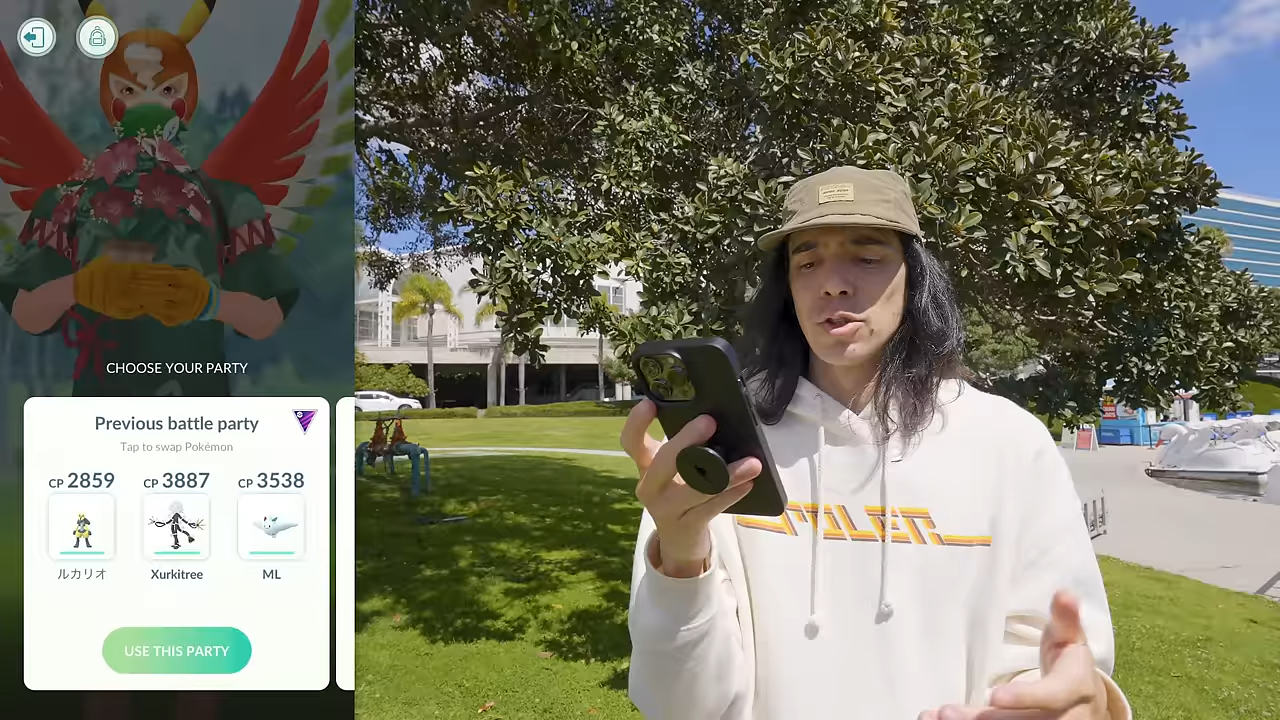 CHOOSE YOUR PARTY
Previous battle party
Tap to swap Pokémon
CP 2859
CP 3887
CP 3538
ルカリオ
Xurkitree
ML
USE THIS PARTY